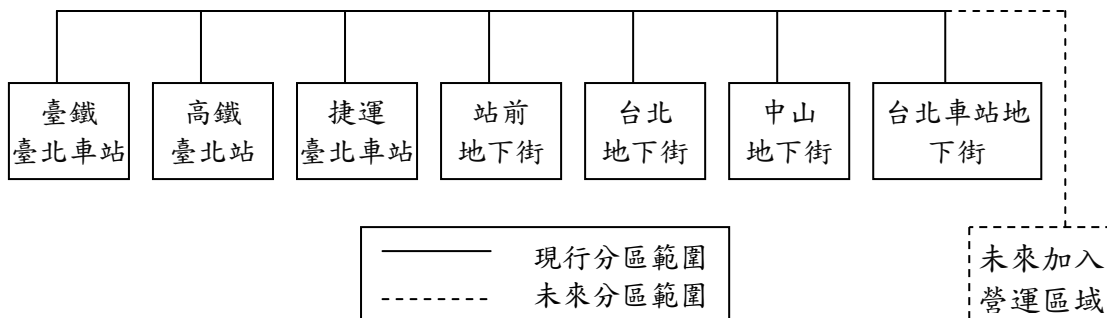 臺鐵
臺北車站
高鐵
臺北站
捷運
臺北車站
站前
地下街
台北
地下街
中山
地下街
台北車站地
下街
現行分區範圍
未來分區範圍
未來加入
營運區域